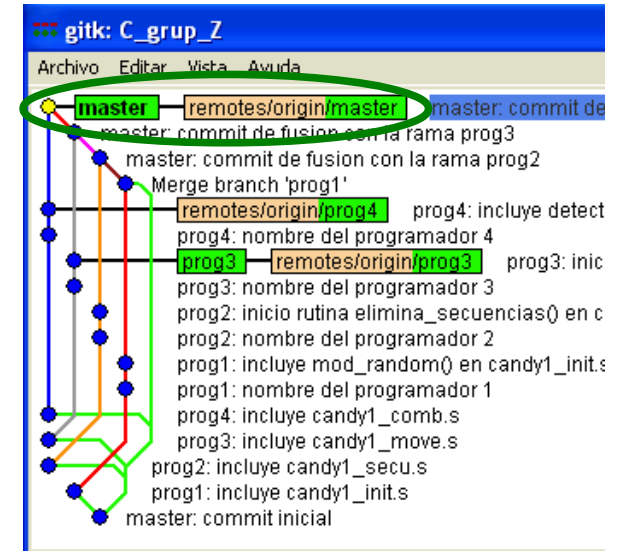 gitk: C_grup_Z
Archivo Editar Vista Ayuda
master remotes/origin/master master: commit de
master: commit de fusion con la rama prog3
master: commit de fusion con la rama prog2
Merge branch 'prog1'
remotes/origin/prog4 prog4: incluye detect
prog4: nombre del programador 4
prog3 remotes/origin/prog3 prog3: inic
prog3: nombre del programador 3
prog2: inicio rutina elimina_secuencias() en c
prog2: nombre del programador 2
prog1: incluye mod_random() en candy1_init.s
prog1: nombre del programador 1
prog4: incluye candy1_comb.s
prog3: incluye candy1_move.s
prog2: incluye candy1_secu.s
prog1: incluye candy1_init.s
master: commit inicial